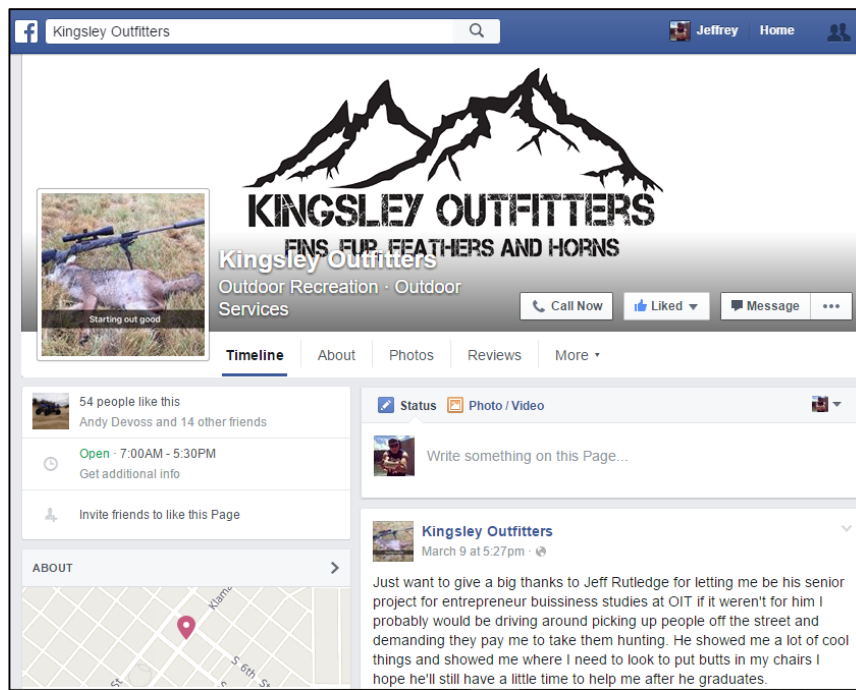 Kingsley Outfitters
Jeffrey Home
KINGSLEY OUTFITTERS
FINS, FUR, FEATHERS AND HORNS
Kingsley Outfitters
Outdoor Recreation · Outdoor
Services
Starting out good
Call Now Liked Message
Timeline About Photos Reviews More
54 people like this
Andy Devoss and 14 other friends
Open · 7:00AM - 5:30PM
Get additional info
Invite friends to like this Page
ABOUT
Klama
S 6th St
St
Status Photo / Video
Write something on this Page...
Kingsley Outfitters
March 9 at 5:27pm ·
Just want to give a big thanks to Jeff Rutledge for letting me be his senior
project for entrepreneur buissiness studies at OIT if it weren't for him I
probably would be driving around picking up people off the street and
demanding they pay me to take them hunting. He showed me a lot of cool
things and showed me where I need to look to put butts in my chairs I
hope he'll still have a little time to help me after he graduates.